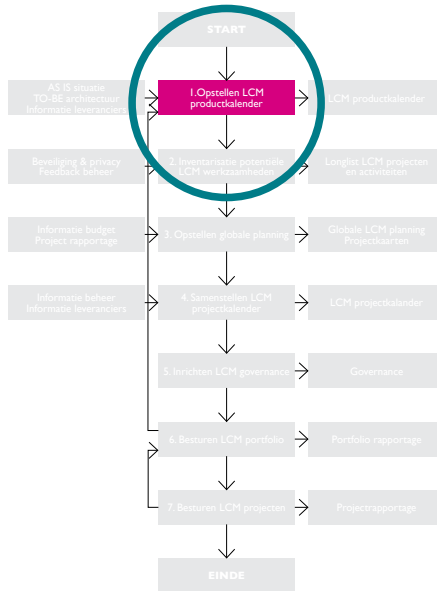 START
AS IS situatie
TO-BE architectuur
Informatie leveranciers
1.Opstellen LCM
productkalender
LCM productkalender
Beveiliging & privacy
Feedback beheer
2. Inventarisatie potentiële
LCM werkzaamheden
Longlist LCM projecten
en activiteiten
Informatie budget
Project rapportage
3. Opstellen globale planning
Globale LCM planning
Projectkaarten
Informatie beheer
Informatie leveranciers
4. Samenstellen LCM
projectkalender
LCM projectkalander
5. Inrichten LCM governance
Governance
6. Besturen LCM portfolio
Portfolio rapportage
7. Besturen LCM projecten
Projectrapportage
EINDE